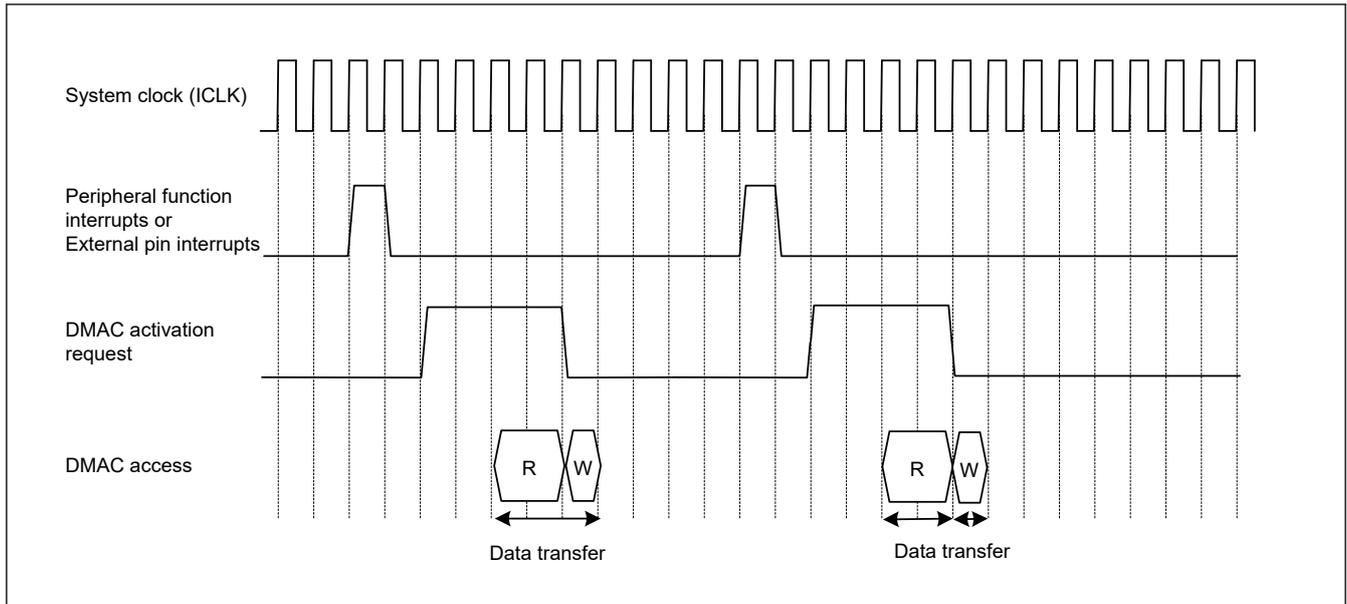 System clock (ICLK)
Peripheral function
interrupts or
External pin interrupts
DMAC activation
request
DMAC access
R
W
R
W
Data transfer
Data transfer